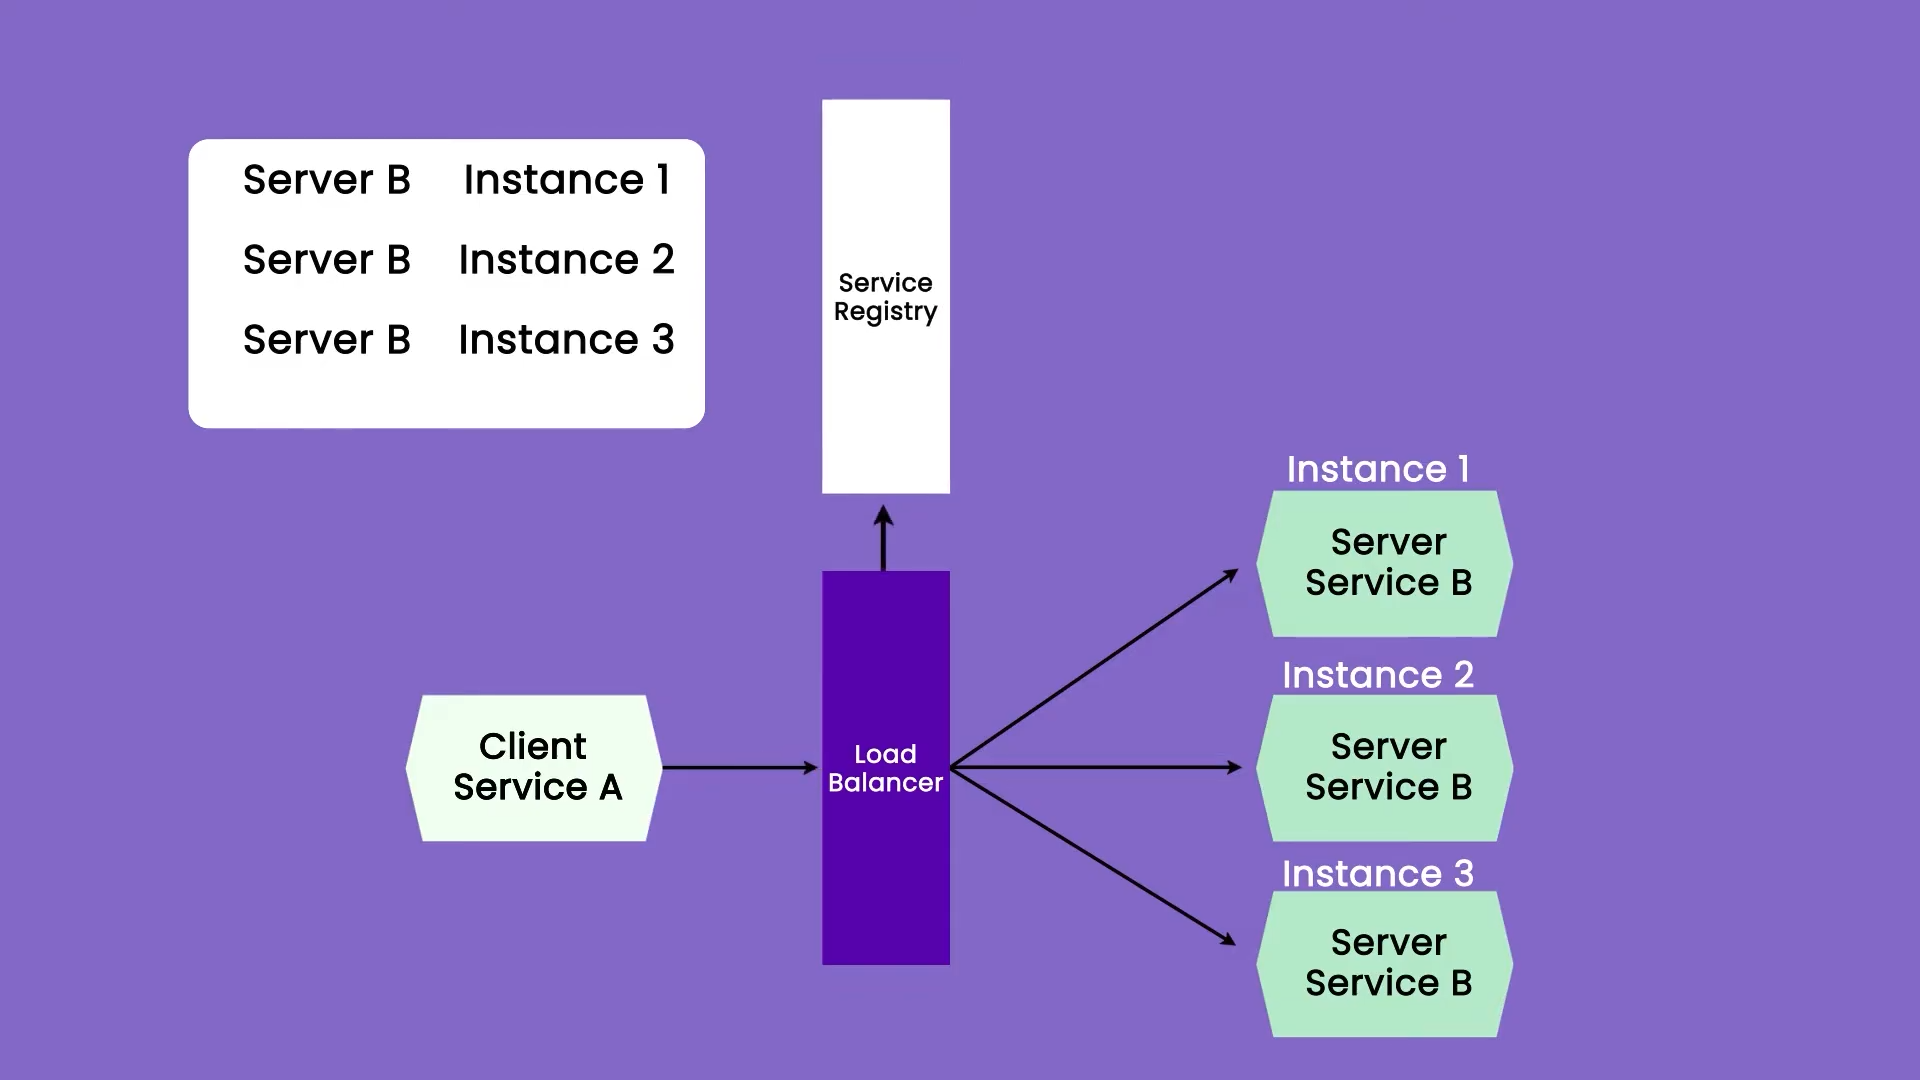 Server B Instance 1
Server B Instance 2
Server B Instance 3
Service
Registry
Client
Service A
Load
Balancer
Instance 1
Server
Service B
Instance 2
Server
Service B
Instance 3
Server
Service B